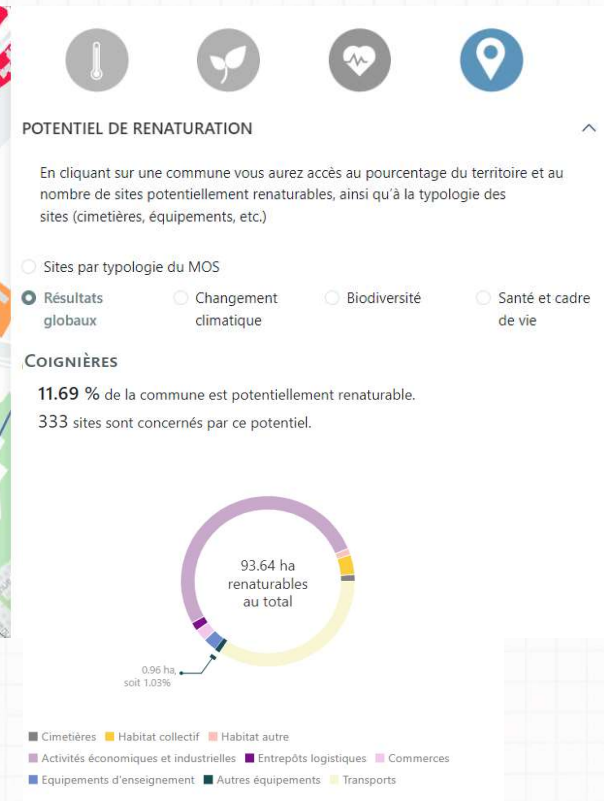 POTENTIEL DE RENATURATION
En cliquant sur une commune vous aurez accès au pourcentage du territoire et au
nombre de sites potentiellement renaturables, ainsi qu'à la typologie des
sites (cimetières, équipements, etc.)
Sites par typologie du MOS
Résultats globaux
Changement climatique
Biodiversité
Santé et cadre de vie
COIGNIÈRES
11.69 % de la commune est potentiellement renaturable.
333 sites sont concernés par ce potentiel.
93.64 ha
renaturables
au total
0.96 ha,
soit 1.03%
Cimetières Habitat collectif Habitat autre
Activités économiques et industrielles Entrepôts logistiques Commerces
Equipements d'enseignement Autres équipements Transports